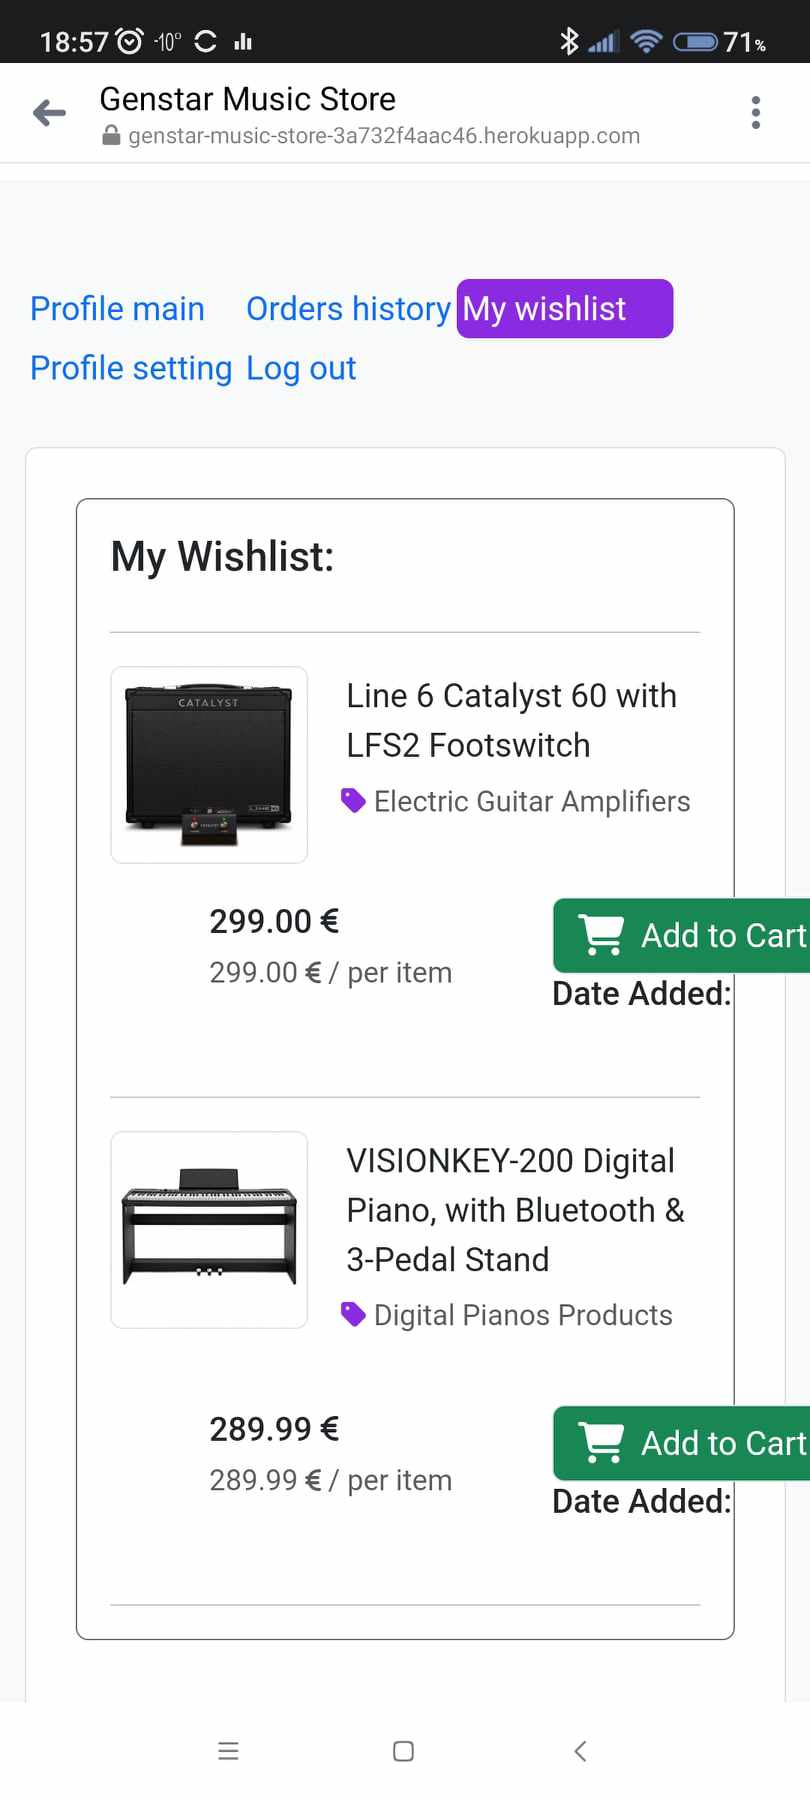 18:57 -10° 71%
Genstar Music Store
genstar-music-store-3a732f4aac46.herokuapp.com
Profile main Orders history My wishlist
Profile setting Log out
My Wishlist:
CATALYST
LINE 6
Line 6 Catalyst 60 with
LFS2 Footswitch
Electric Guitar Amplifiers
299.00 €
299.00 € / per item
Add to Cart
Date Added:
VISIONKEY-200 Digital
Piano, with Bluetooth &
3-Pedal Stand
Digital Pianos Products
289.99 €
289.99 € / per item
Add to Cart
Date Added: